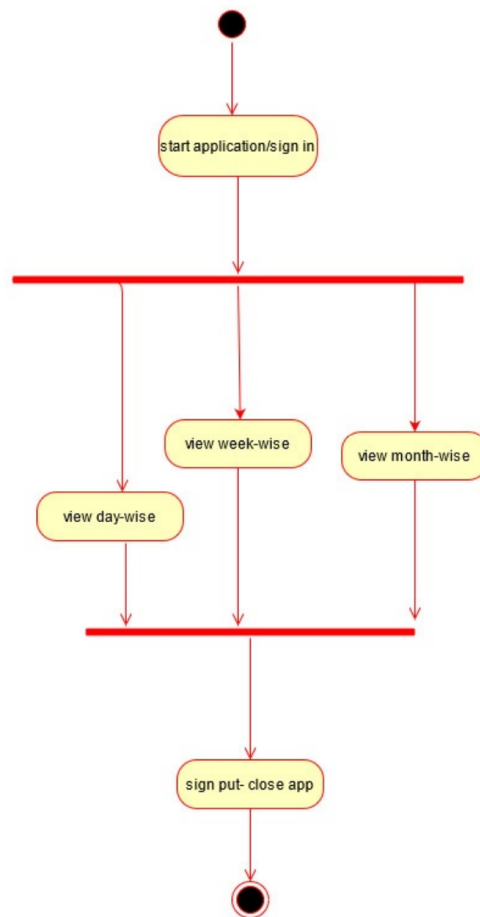 start application/sign in
view week-wise
view month-wise
view day-wise
sign put- close app